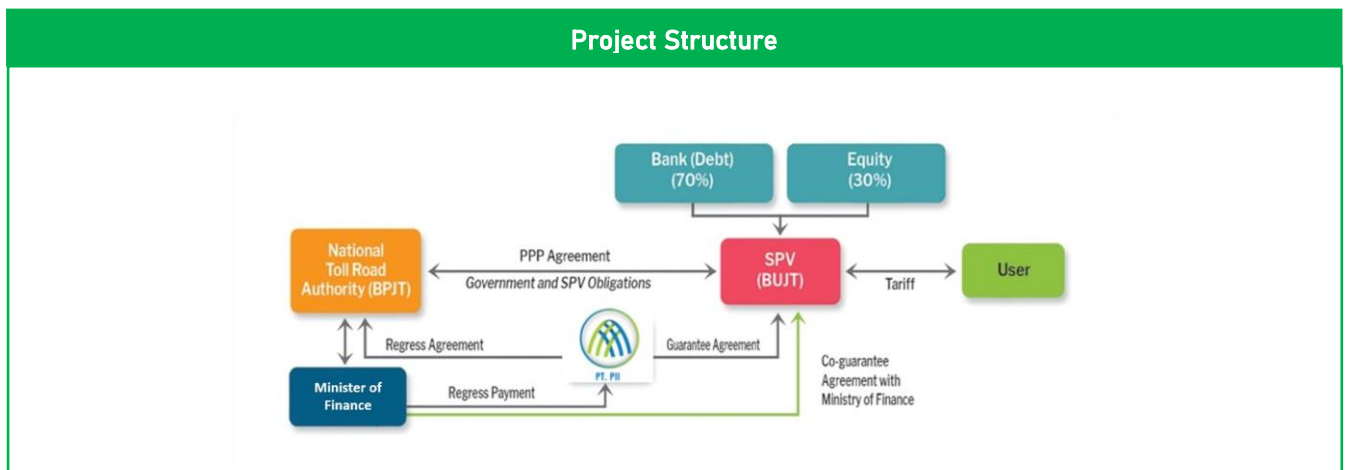 Project Structure
Bank (Debt)
(70%)
Equity
(30%)
National
Toll Road
Authority (BPJT)
PPP Agreement
Government and SPV Obligations
SPV
(BUJT)
Tariff
User
Regress Agreement
PT. PII
Guarantee Agreement
Minister of
Finance
Regress Payment
Co-guarantee
Agreement with
Ministry of Finance